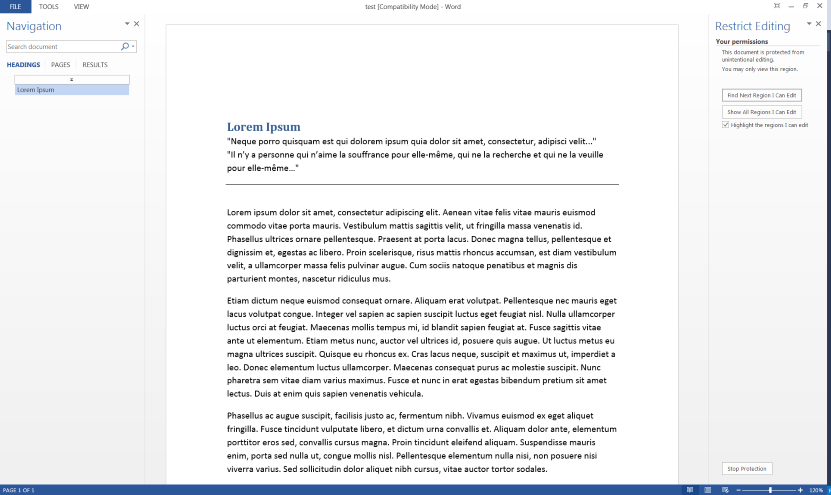 FILE TOOLS VIEW
test [Compatibility Mode] - Word
Navigation
Search document
HEADINGS PAGES RESULTS
Lorem Ipsum
Lorem Ipsum
"Neque porro quisquam est qui dolorem ipsum quia dolor sit amet, consectetur, adipisci velit..."
"Il n'y a personne qui n'aime la souffrance pour elle-même, qui ne la recherche et qui ne la veuille
pour elle-même..."
Lorem ipsum dolor sit amet, consectetur adipiscing elit. Aenean vitae felis vitae mauris euismod
commodo vitae porta mauris. Vestibulum mattis sagittis velit, ut fringilla massa venenatis id.
Phasellus ultrices ornare pellentesque. Praesent at porta lacus. Donec magna tellus, pellentesque et
dignissim et, egestas ac libero. Proin scelerisque, risus mattis rhoncus accumsan, est diam vestibulum
velit, a ullamcorper massa felis pulvinar augue. Cum sociis natoque penatibus et magnis dis
parturient montes, nascetur ridiculus mus.
Etiam dictum neque euismod consequat ornare. Aliquam erat volutpat. Pellentesque nec mauris eget
lacus volutpat congue. Integer vel sapien ac sapien suscipit luctus eget feugiat nisl. Nulla ullamcorper
luctus orci at feugiat. Maecenas mollis tempus mi, id blandit sapien feugiat at. Fusce sagittis vitae
ante ut elementum. Etiam metus nunc, auctor vel ultrices id, posuere quis augue. Ut luctus metus eu
magna ultrices suscipit. Quisque eu rhoncus ex. Cras lacus neque, suscipit et maximus ut, imperdiet a
leo. Donec elementum luctus ullamcorper. Maecenas consequat purus ac molestie suscipit. Nunc
pharetra sem vitae diam varius maximus. Fusce et nunc in erat egestas bibendum pretium sit amet
lectus. Duis at enim quis sapien venenatis vehicula.
Phasellus ac augue suscipit, facilisis justo ac, fermentum nibh. Vivamus euismod ex eget aliquet
fringilla. Fusce tincidunt vulputate libero, et dictum urna convallis et. Aliquam dolor ante, elementum
porttitor eros sed, convallis cursus magna. Proin tincidunt eleifend aliquam. Suspendisse mauris
enim, porta sed nulla ut, congue mollis nisl. Pellentesque elementum nulla nisi, non posuere nisi
viverra varius. Sed sollicitudin dolor aliquet nibh cursus, vitae auctor tortor sodales.
Restrict Editing
Your permissions
This document is protected from
unintentional editing.
You may only view this region.
Find Next Region I Can Edit
Show All Regions I Can Edit
Highlight the regions I can edit
Stop Protection
PAGE 1 OF 1
120%